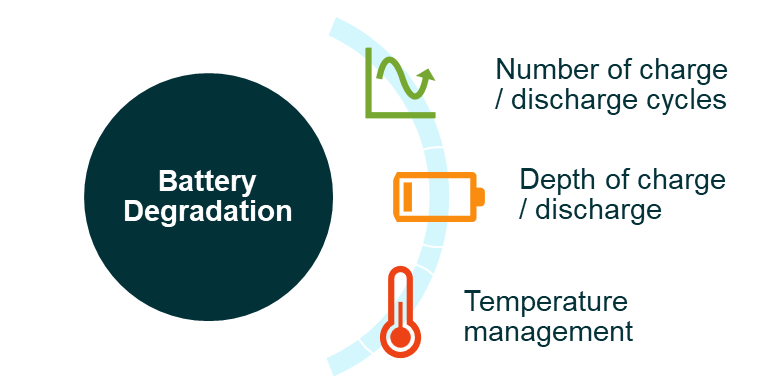 Battery
Degradation
Number of charge
/ discharge cycles
Depth of charge
/ discharge
Temperature
management